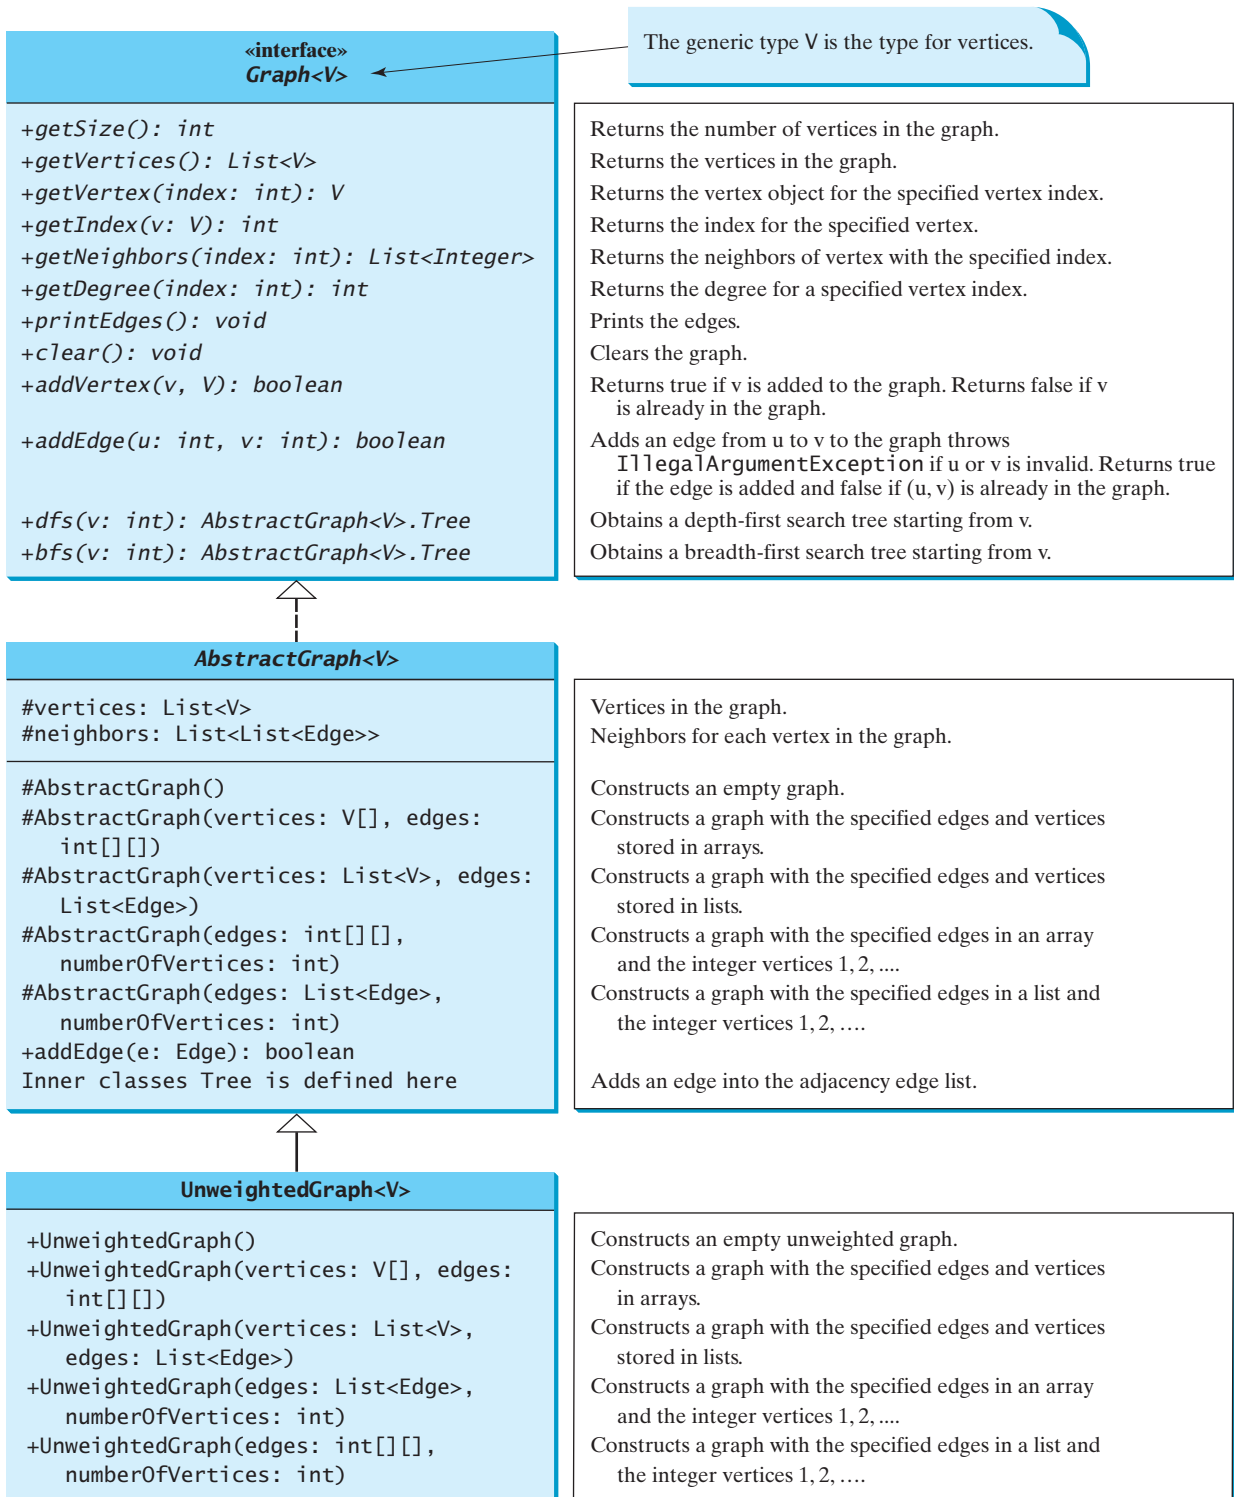 The generic type V is the type for vertices.
«interface»
Graph<V>
+getSize(): int
Returns the number of vertices in the graph.
+getVertices(): List<V>
Returns the vertices in the graph.
+getVertex(index: int): V
Returns the vertex object for the specified vertex index.
+getIndex(v: V): int
Returns the index for the specified vertex.
+getNeighbors(index: int): List<Integer>
Returns the neighbors of vertex with the specified index.
+getDegree(index: int): int
Returns the degree for a specified vertex index.
+printEdges(): void
Prints the edges.
+clear(): void
Clears the graph.
+addVertex(v, V): boolean
Returns true if v is added to the graph. Returns false if v
is already in the graph.
+addEdge(u: int, v: int): boolean
Adds an edge from u to v to the graph throws
IllegalArgumentException if u or v is invalid. Returns true
if the edge is added and false if (u, v) is already in the graph.
+dfs(v: int): AbstractGraph<V>.Tree
Obtains a depth-first search tree starting from v.
+bfs(v: int): AbstractGraph<V>.Tree
Obtains a breadth-first search tree starting from v.
AbstractGraph<V>
#vertices: List<V>
Vertices in the graph.
#neighbors: List<List<Edge>>
Neighbors for each vertex in the graph.
#AbstractGraph()
Constructs an empty graph.
#AbstractGraph(vertices: V[], edges:
int[][])
Constructs a graph with the specified edges and vertices
stored in arrays.
#AbstractGraph(vertices: List<V>, edges:
List<Edge>)
Constructs a graph with the specified edges and vertices
stored in lists.
#AbstractGraph(edges: int[][],
numberOfVertices: int)
Constructs a graph with the specified edges in an array
and the integer vertices 1, 2, ....
#AbstractGraph(edges: List<Edge>,
numberOfVertices: int)
Constructs a graph with the specified edges in a list and
the integer vertices 1, 2, ….
+addEdge(e: Edge): boolean
Inner classes Tree is defined here
Adds an edge into the adjacency edge list.
UnweightedGraph<V>
+UnweightedGraph()
Constructs an empty unweighted graph.
+UnweightedGraph(vertices: V[], edges:
int[][])
Constructs a graph with the specified edges and vertices
in arrays.
+UnweightedGraph(vertices: List<V>,
edges: List<Edge>)
Constructs a graph with the specified edges and vertices
stored in lists.
+UnweightedGraph(edges: List<Edge>,
numberOfVertices: int)
Constructs a graph with the specified edges in an array
and the integer vertices 1, 2, ....
+UnweightedGraph(edges: int[][],
numberOfVertices: int)
Constructs a graph with the specified edges in a list and
the integer vertices 1, 2, ….